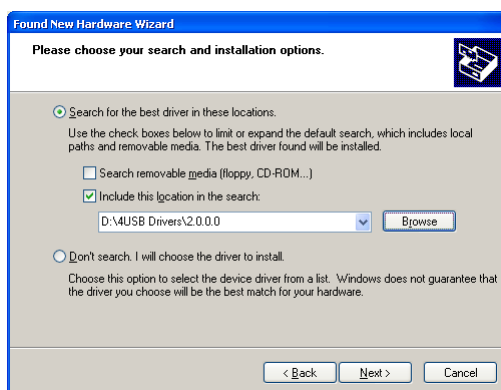 Found New Hardware Wizard
Please choose your search and installation options.
Search for the best driver in these locations.
Use the check boxes below to limit or expand the default search, which includes local
paths and removable media. The best driver found will be installed.
Search removable media (floppy, CD-ROM...)
Include this location in the search:
D:\4USB Drivers\2.0.0.0
Browse
Don't search. I will choose the driver to install.
Choose this option to select the device driver from a list. Windows does not guarantee that
the driver you choose will be the best match for your hardware.
< Back
Next >
Cancel